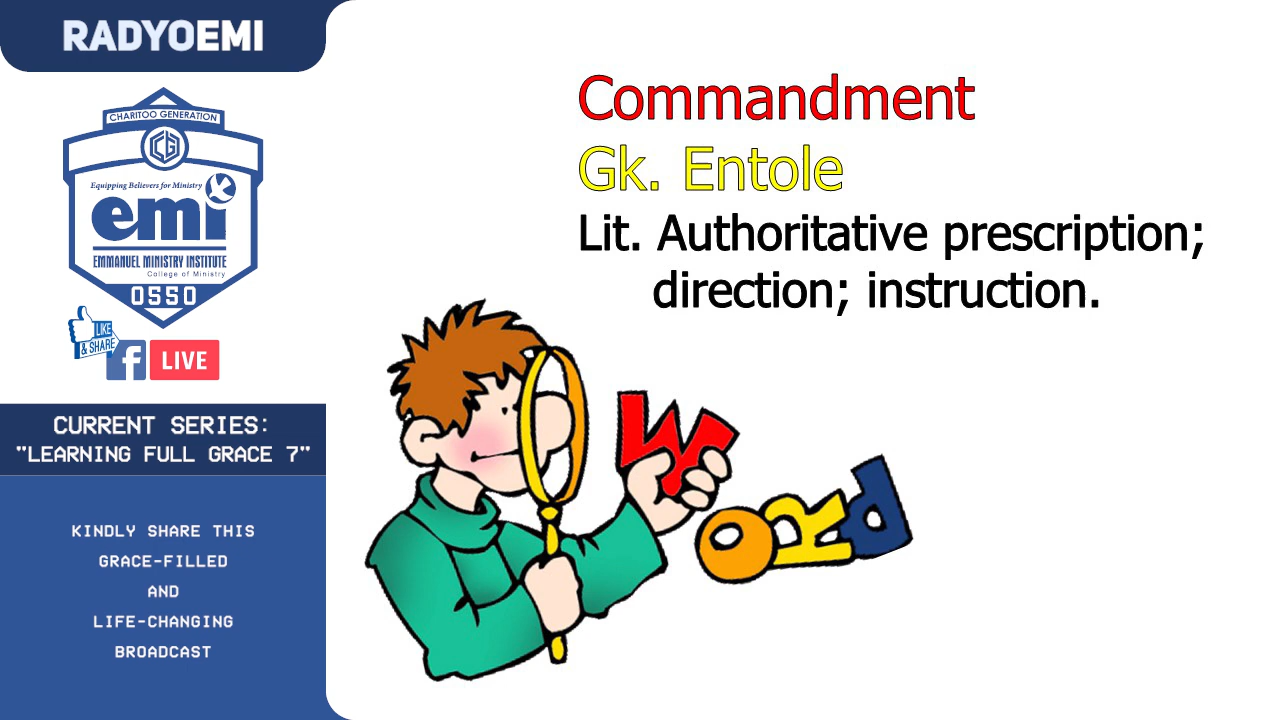 RADYOEMI
CHARITOO GENERATION
CG
Equipping Believers for Ministry
emi
EMMANUEL MINISTRY INSTITUTE
College of Ministry
0550
LIKE
& SHARE
f LIVE
CURRENT SERIES:
"LEARNING FULL GRACE 7"
KINDLY SHARE THIS
GRACE-FILLED
AND
LIFE-CHANGING
BROADCAST
Commandment
Gk. Entole
Lit. Authoritative prescription;
direction; instruction.
WORd